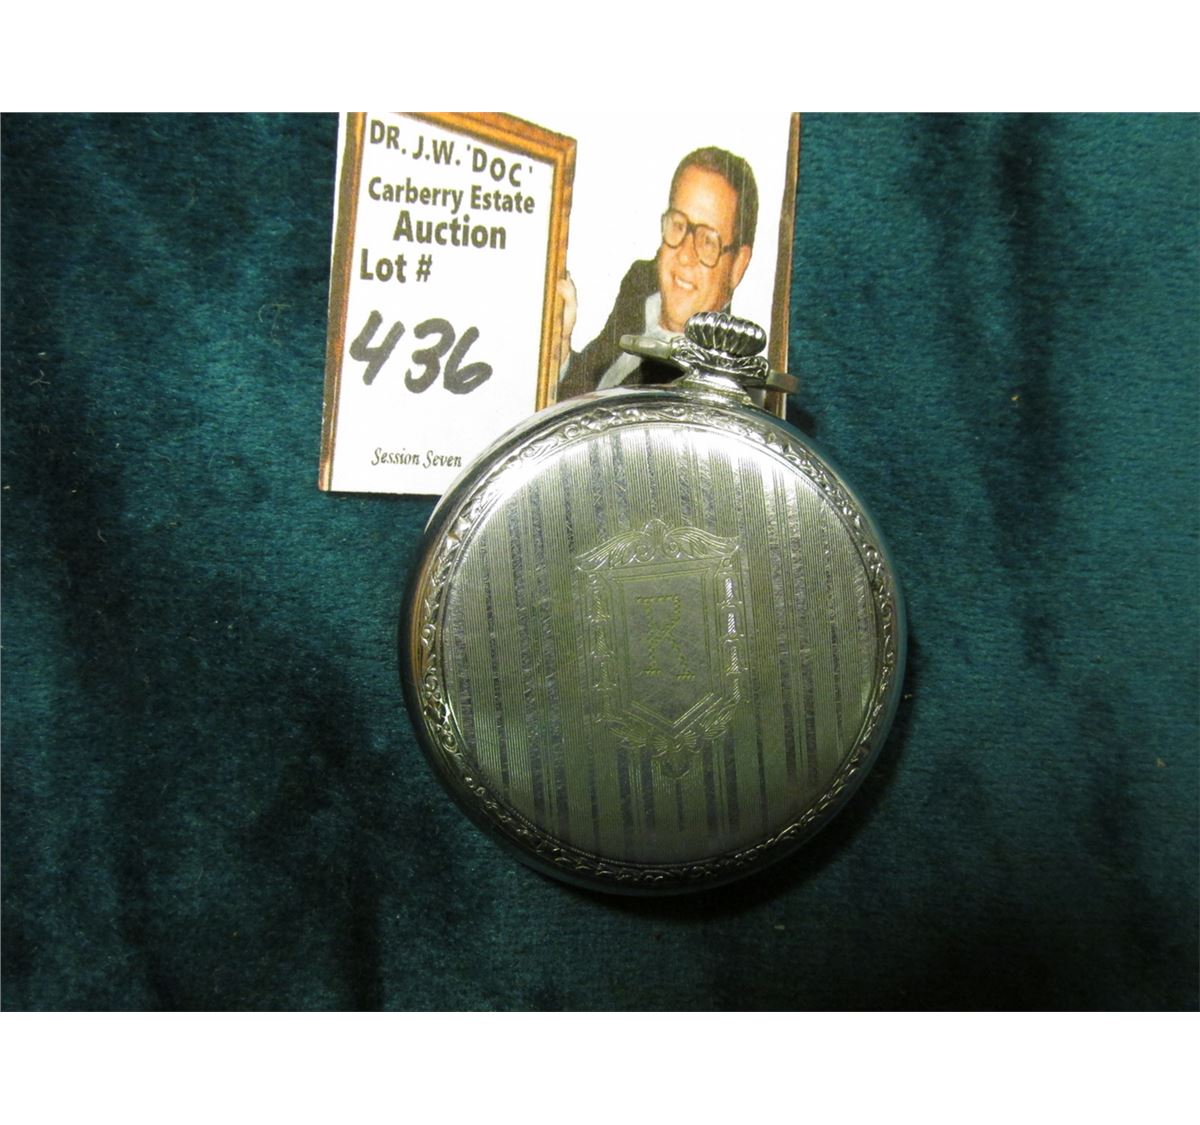 DR. J.W. 'DOC'
Carberry Estate
Auction
Lot #
436
Session Seven